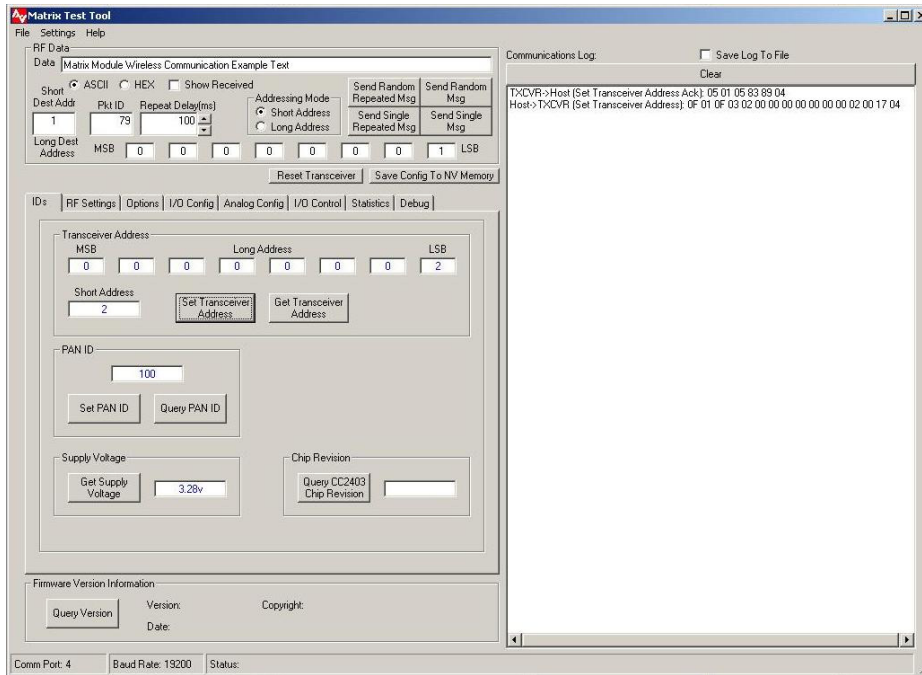 Matrix Test Tool
File Settings Help
RF Data
Data Matrix Module Wireless Communication Example Text
ASCII HEX Show Received
Short Dest Addr
1
Pkt ID
79
Repeat Delay(ms)
100
Addressing Mode
Short Address
Long Address
Send Random Repeated Msg
Send Random Msg
Send Single Repeated Msg
Send Single Msg
Long Dest Address
MSB 0 0 0 0 0 0 0 1 LSB
Reset Transceiver Save Config To NV Memory
IDs RF Settings Options I/O Config Analog Config I/O Control Statistics Debug
Transceiver Address
MSB Long Address LSB
0 0 0 0 0 0 0 2
Short Address
2
Set Transceiver Address
Get Transceiver Address
PAN ID
100
Set PAN ID Query PAN ID
Supply Voltage
Get Supply Voltage
3.28v
Chip Revision
Query CC2403 Chip Revision
Firmware Version Information
Query Version
Version: Copyright:
Date:
Communications Log: Save Log To File
Clear
TXCVR->Host (Set Transceiver Address Ack): 05 01 05 83 89 04
Host->TXCVR (Set Transceiver Address): 0F 01 0F 03 02 00 00 00 00 00 00 00 02 00 17 04
Comm Port: 4 Baud Rate: 19200 Status: